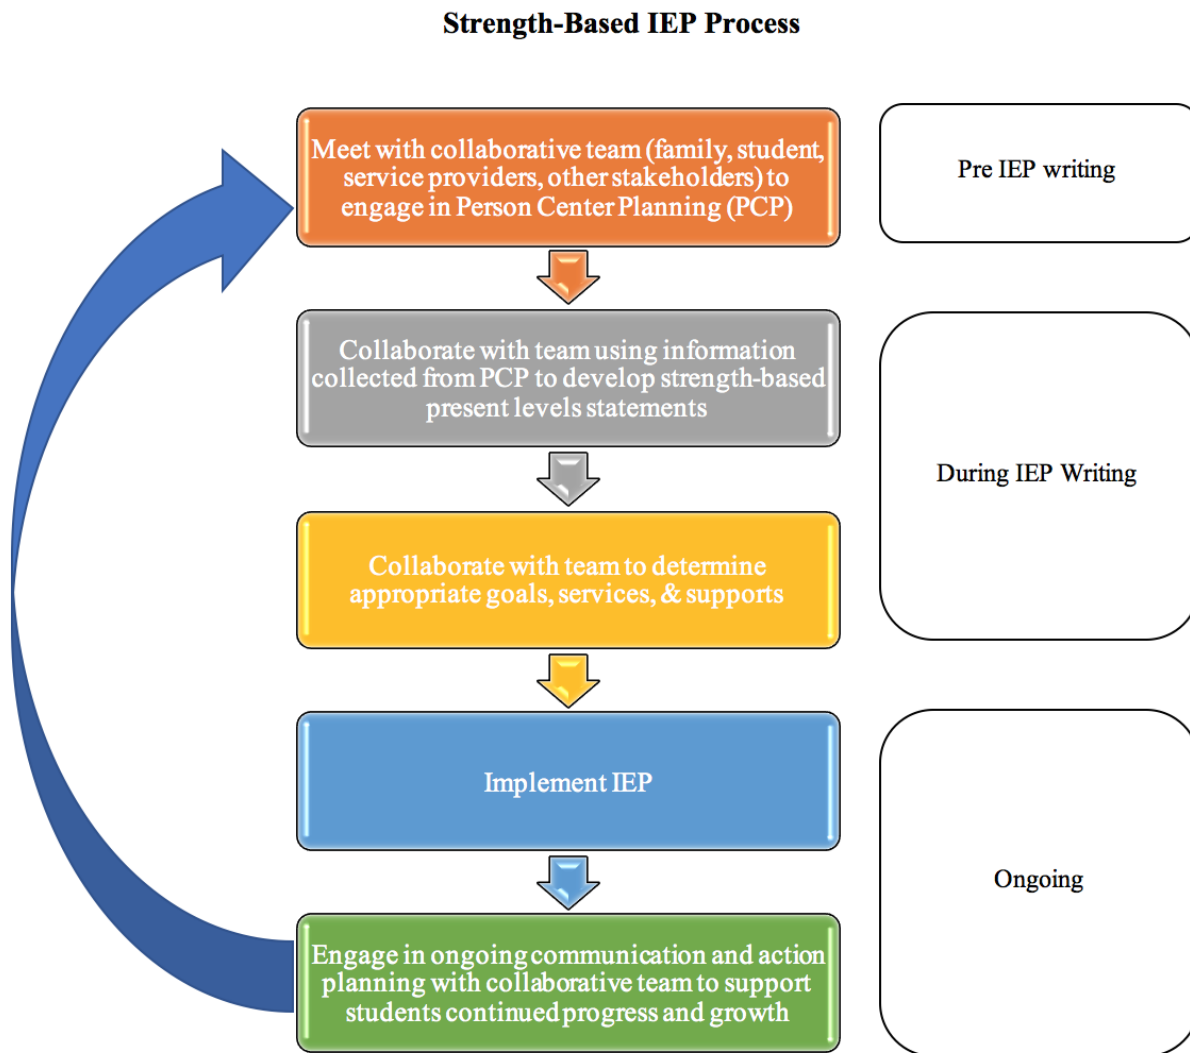 Strength-Based IEP Process
Meet with collaborative team (family, student,
service providers, other stakeholders) to
engage in Person Center Planning (PCP)
Pre IEP writing
Collaborate with team using information
collected from PCP to develop strength-based
present levels statements
During IEP Writing
Collaborate with team to determine
appropriate goals, services, & supports
Implement IEP
Ongoing
Engage in ongoing communication and action
planning with collaborative team to support
students continued progress and growth